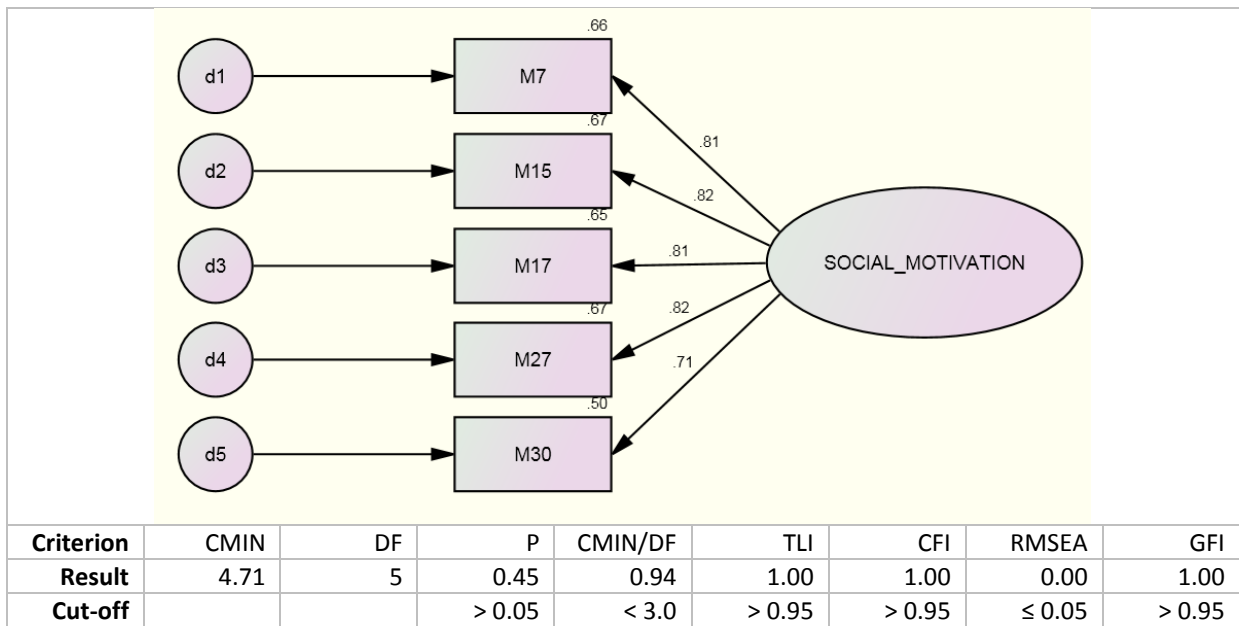 .66
d1 M7
.67
.81
d2 M15
.82
.65
d3 M17 .81 SOCIAL_MOTIVATION
.67
.82
d4 M27
.71
.50
d5 M30
Criterion CMIN DF P CMIN/DF TLI CFI RMSEA GFI
Result 4.71 5 0.45 0.94 1.00 1.00 0.00 1.00
Cut-off > 0.05 < 3.0 > 0.95 > 0.95 ≤ 0.05 > 0.95